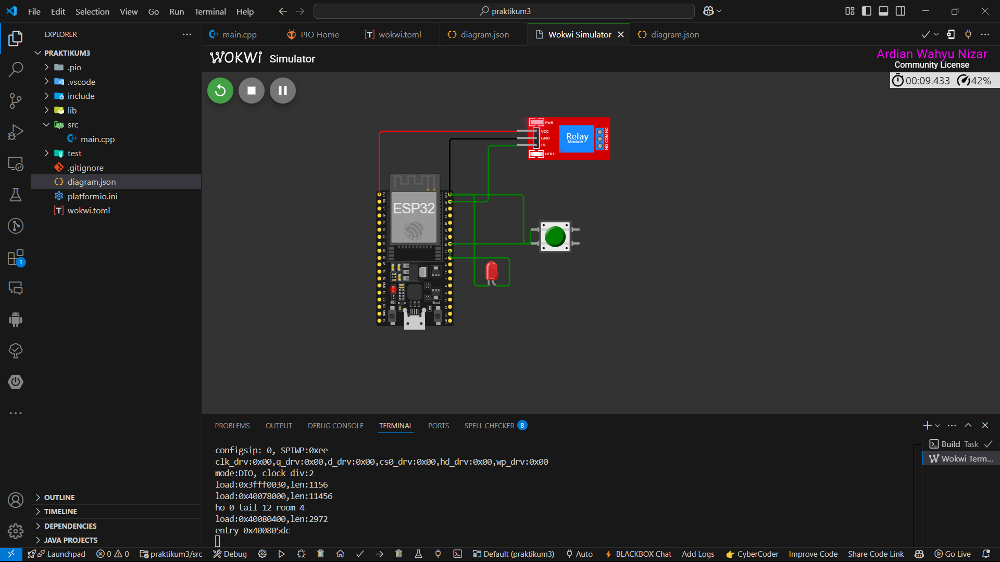 File Edit Selection View Go Run Terminal Help
praktikum3
EXPLORER
main.cpp
PIO Home
wokwi.toml
diagram.json
Wokwi Simulator
diagram.json
PRAKTIKUM3
.pio
.vscode
include
lib
src
main.cpp
test
.gitignore
diagram.json
platformio.ini
wokwi.toml
WOKWi Simulator
Ardian Wahyu Nizar
Community License
00:09.433 42%
PWR
VCC
GND
IN
LED1
Relay
Module
NO COM NC
ESP32
EN
Boot
1
PROBLEMS OUTPUT DEBUG CONSOLE TERMINAL PORTS SPELL CHECKER 8
configsip: 0, SPIWP:0xee
clk_drv:0x00,q_drv:0x00,d_drv:0x00,cs0_drv:0x00,hd_drv:0x00,wp_drv:0x00
mode:DIO, clock div:2
load:0x3fff0030,len:1156
load:0x40078000,len:11456
ho 0 tail 12 room 4
load:0x40080400,len:2972
entry 0x400805dc
Build Task
Wokwi Term...
OUTLINE
TIMELINE
DEPENDENCIES
JAVA PROJECTS
Launchpad 0 0 praktikum3/src Debug Default (praktikum3) Auto BLACKBOX Chat Add Logs CyberCoder Improve Code Share Code Link Go Live